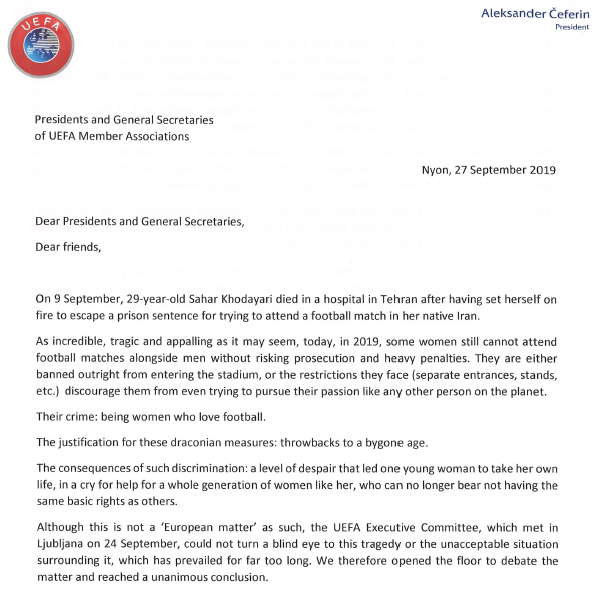 UEFA
Aleksander Čeferin
President
Presidents and General Secretaries
of UEFA Member Associations
Nyon, 27 September 2019
Dear Presidents and General Secretaries,
Dear friends,
On 9 September, 29-year-old Sahar Khodayari died in a hospital in Tehran after having set herself on
fire to escape a prison sentence for trying to attend a football match in her native Iran.
As incredible, tragic and appalling as it may seem, today, in 2019, some women still cannot attend
football matches alongside men without risking prosecution and heavy penalties. They are either
banned outright from entering the stadium, or the restrictions they face (separate entrances, stands,
etc.) discourage them from even trying to pursue their passion like any other person on the planet.
Their crime: being women who love football.
The justification for these draconian measures: throwbacks to a bygone age.
The consequences of such discrimination: a level of despair that led one young woman to take her own
life, in a cry for help for a whole generation of women like her, who can no longer bear not having the
same basic rights as others.
Although this is not a ‘European matter’ as such, the UEFA Executive Committee, which met in
Ljubljana on 24 September, could not turn a blind eye to this tragedy or the unacceptable situation
surrounding it, which has prevailed for far too long. We therefore opened the floor to debate the
matter and reached a unanimous conclusion.